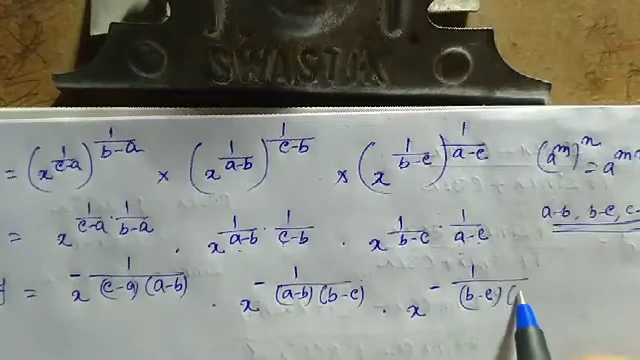 SWASTIK
= (x^{1/(c-a)})^{1/(b-a)} × (x^{1/(a-b)})^{1/(c-b)} × (x^{1/(b-c)})^{1/(a-c)} (a^m)^n = a^{mn}
= x^{1/(c-a) · 1/(b-a)} . x^{1/(a-b) · 1/(c-b)} . x^{1/(b-c) · 1/(a-c)} a-b, b-c, c-
= x^{-1/((c-a)(a-b))} . x^{-1/((a-b)(b-c))} . x^{-1/((b-c)(